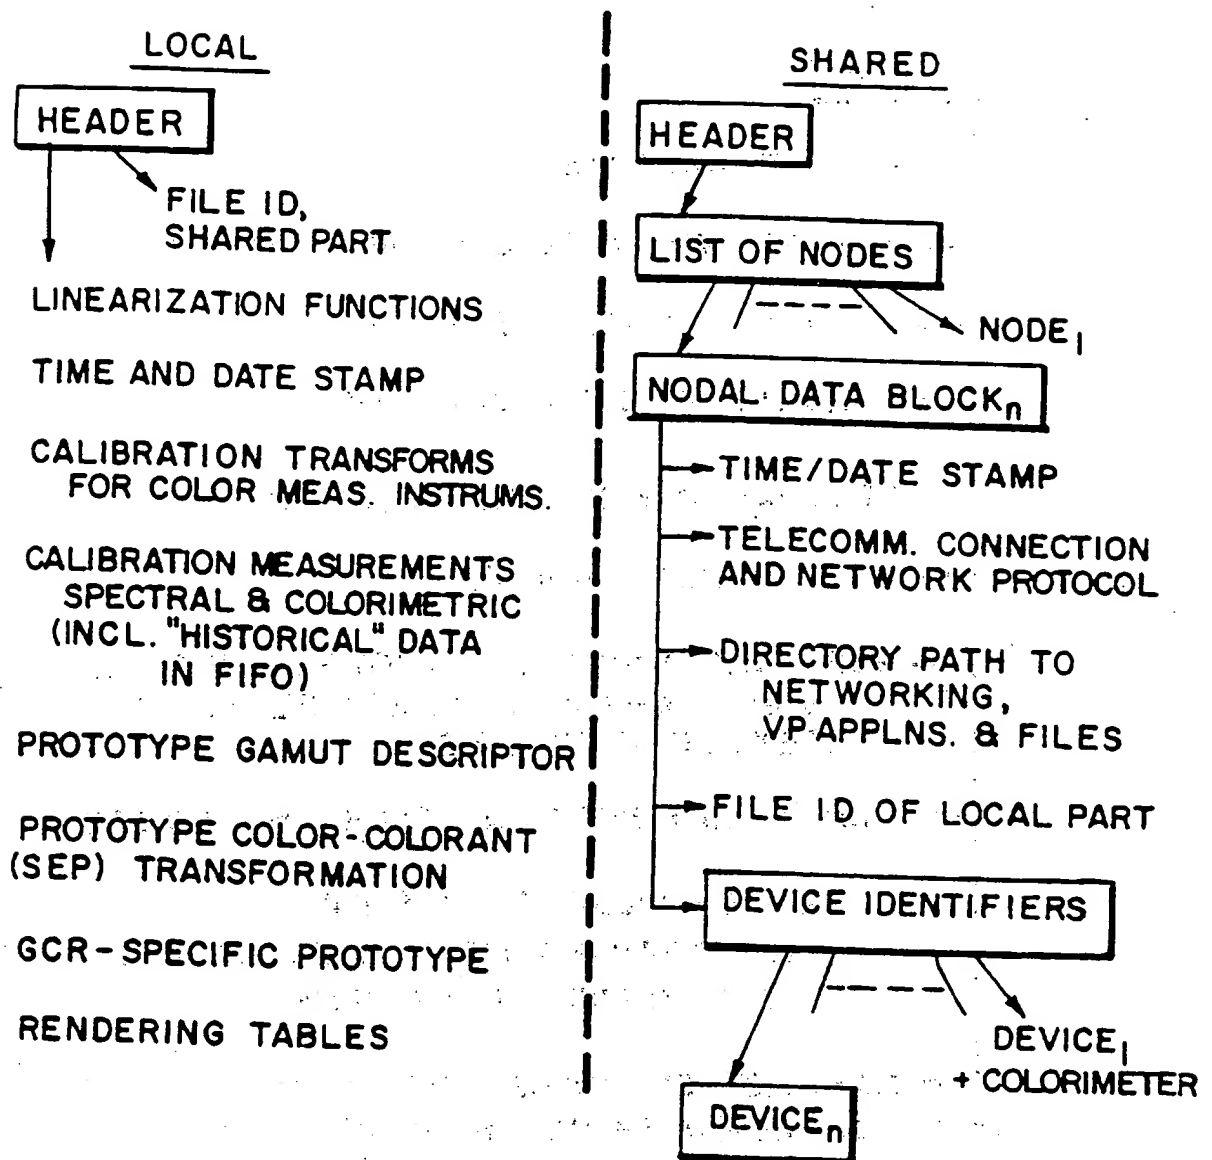 LOCAL
HEADER
FILE ID,
SHARED PART
LINEARIZATION FUNCTIONS
TIME AND DATE STAMP
CALIBRATION TRANSFORMS
FOR COLOR MEAS. INSTRUMS.
CALIBRATION MEASUREMENTS
SPECTRAL & COLORIMETRIC
(INCL. "HISTORICAL" DATA
IN FIFO)
PROTOTYPE GAMUT DESCRIPTOR
PROTOTYPE COLOR-COLORANT
(SEP) TRANSFORMATION
GCR-SPECIFIC PROTOTYPE
RENDERING TABLES
SHARED
HEADER
LIST OF NODES
NODE1
NODAL DATA BLOCKn
TIME/DATE STAMP
TELECOMM. CONNECTION
AND NETWORK PROTOCOL
DIRECTORY PATH TO
NETWORKING,
VP APPLNS. & FILES
FILE ID OF LOCAL PART
DEVICE IDENTIFIERS
DEVICE1
+ COLORIMETER
DEVICEn